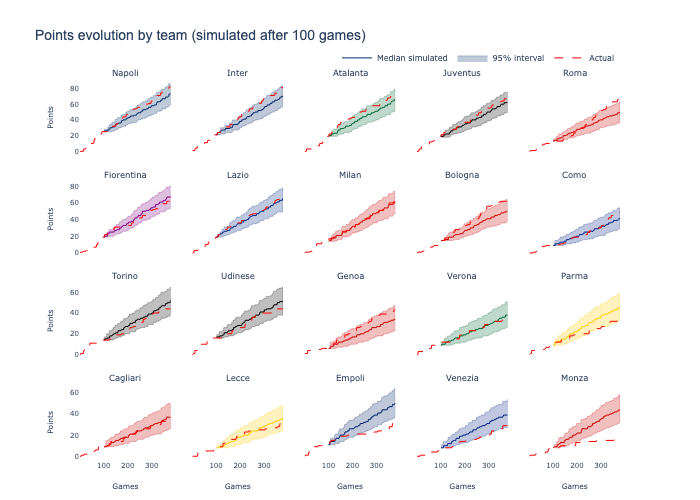 Points evolution by team (simulated after 100 games)
Median simulated 95% interval Actual
Napoli Inter Atalanta Juventus Roma
80
60
40
20
0
Points
Fiorentina Lazio Milan Bologna Como
80
60
40
20
0
Points
Torino Udinese Genoa Verona Parma
60
40
20
0
Points
Cagliari Lecce Empoli Venezia Monza
60
40
20
0
Points
100 200 300 100 200 300 100 200 300 100 200 300 100 200 300
Games Games Games Games Games